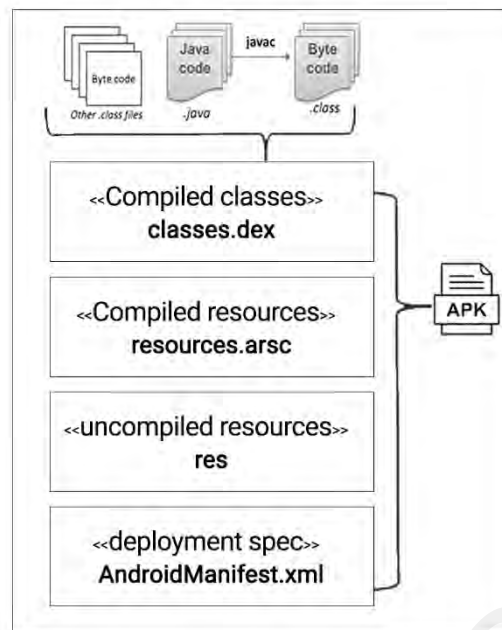 Byte code
Other .class files
Java
code
.java
javac
Byte
code
.class
<<Compiled classes>>
classes.dex
<<Compiled resources>>
resources.arsc
<<uncompiled resources>>
res
<<deployment spec>>
AndroidManifest.xml
APK